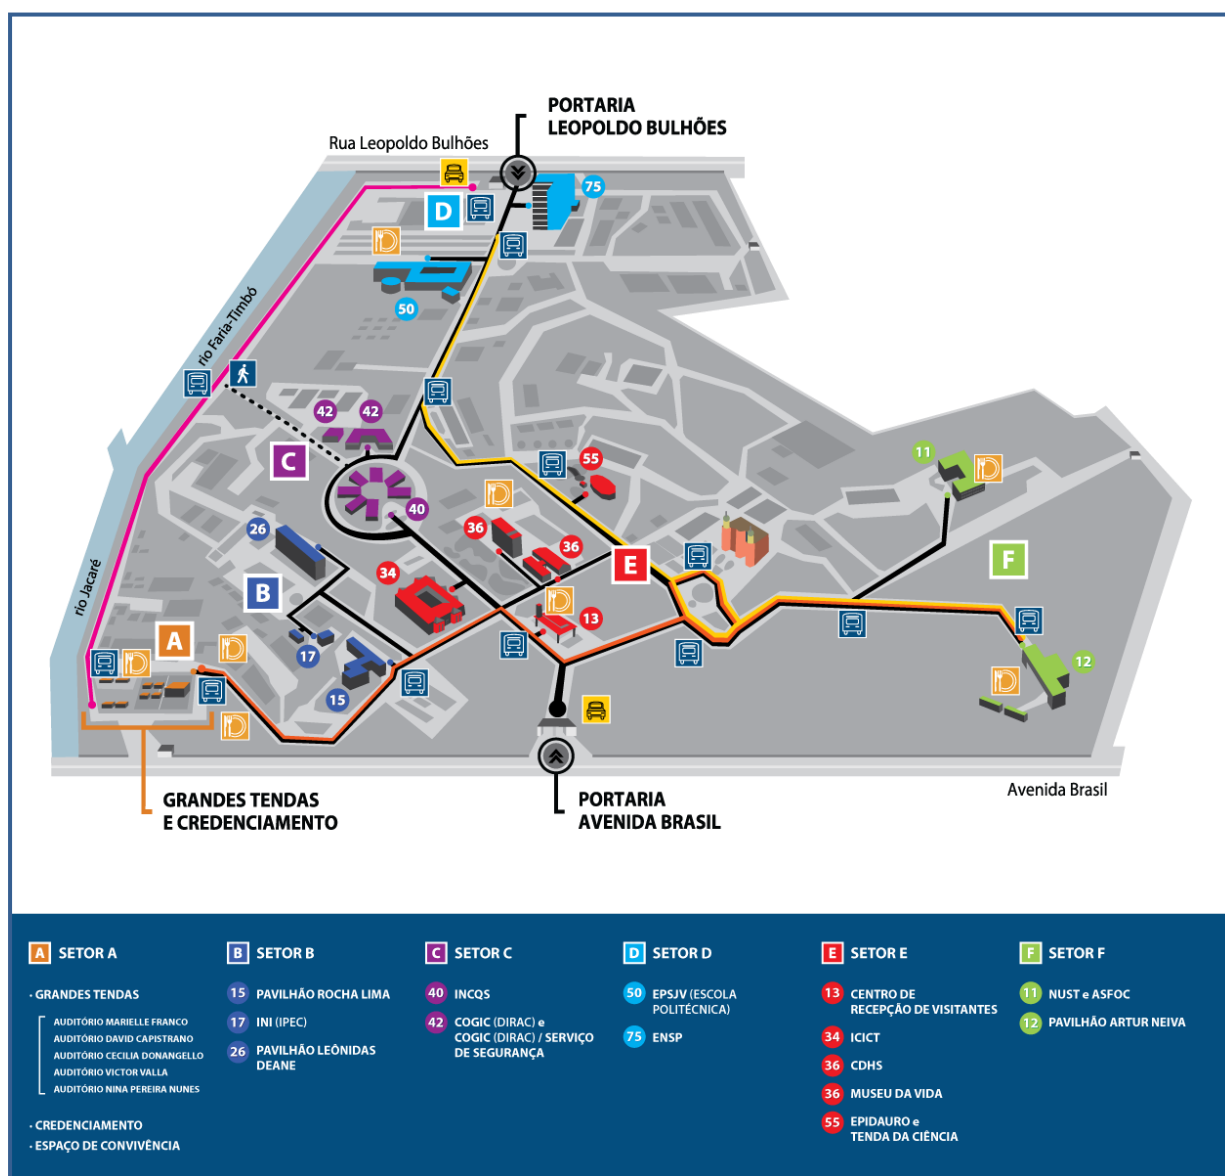 PORTARIA
LEOPOLDO BULHÕES
Rua Leopoldo Bulhões
D
75
50
rio Faria-Timbó
42
42
C
40
55
11
36
36
26
34
E
F
B
rio Jacaré
A
13
17
15
12
GRANDES TENDAS
E CREDENCIAMENTO
PORTARIA
AVENIDA BRASIL
Avenida Brasil
A SETOR A
· GRANDES TENDAS
AUDITÓRIO MARIELLE FRANCO
AUDITÓRIO DAVID CAPISTRANO
AUDITÓRIO CECILIA DONANGELLO
AUDITÓRIO VICTOR VALLA
AUDITÓRIO NINA PEREIRA NUNES
· CREDENCIAMENTO
· ESPAÇO DE CONVIVÊNCIA
B SETOR B
15 PAVILHÃO ROCHA LIMA
17 INI (IPEC)
26 PAVILHÃO LEÔNIDAS
DEANE
C SETOR C
40 INCQS
42 COGIC (DIRAC) e
COGIC (DIRAC) / SERVIÇO
DE SEGURANÇA
D SETOR D
50 EPSJV (ESCOLA
POLITÉCNICA)
75 ENSP
E SETOR E
13 CENTRO DE
RECEPÇÃO DE VISITANTES
34 ICICT
36 CDHS
36 MUSEU DA VIDA
55 EPIDAURO e
TENDA DA CIÊNCIA
F SETOR F
11 NUST e ASFOC
12 PAVILHÃO ARTUR NEIVA